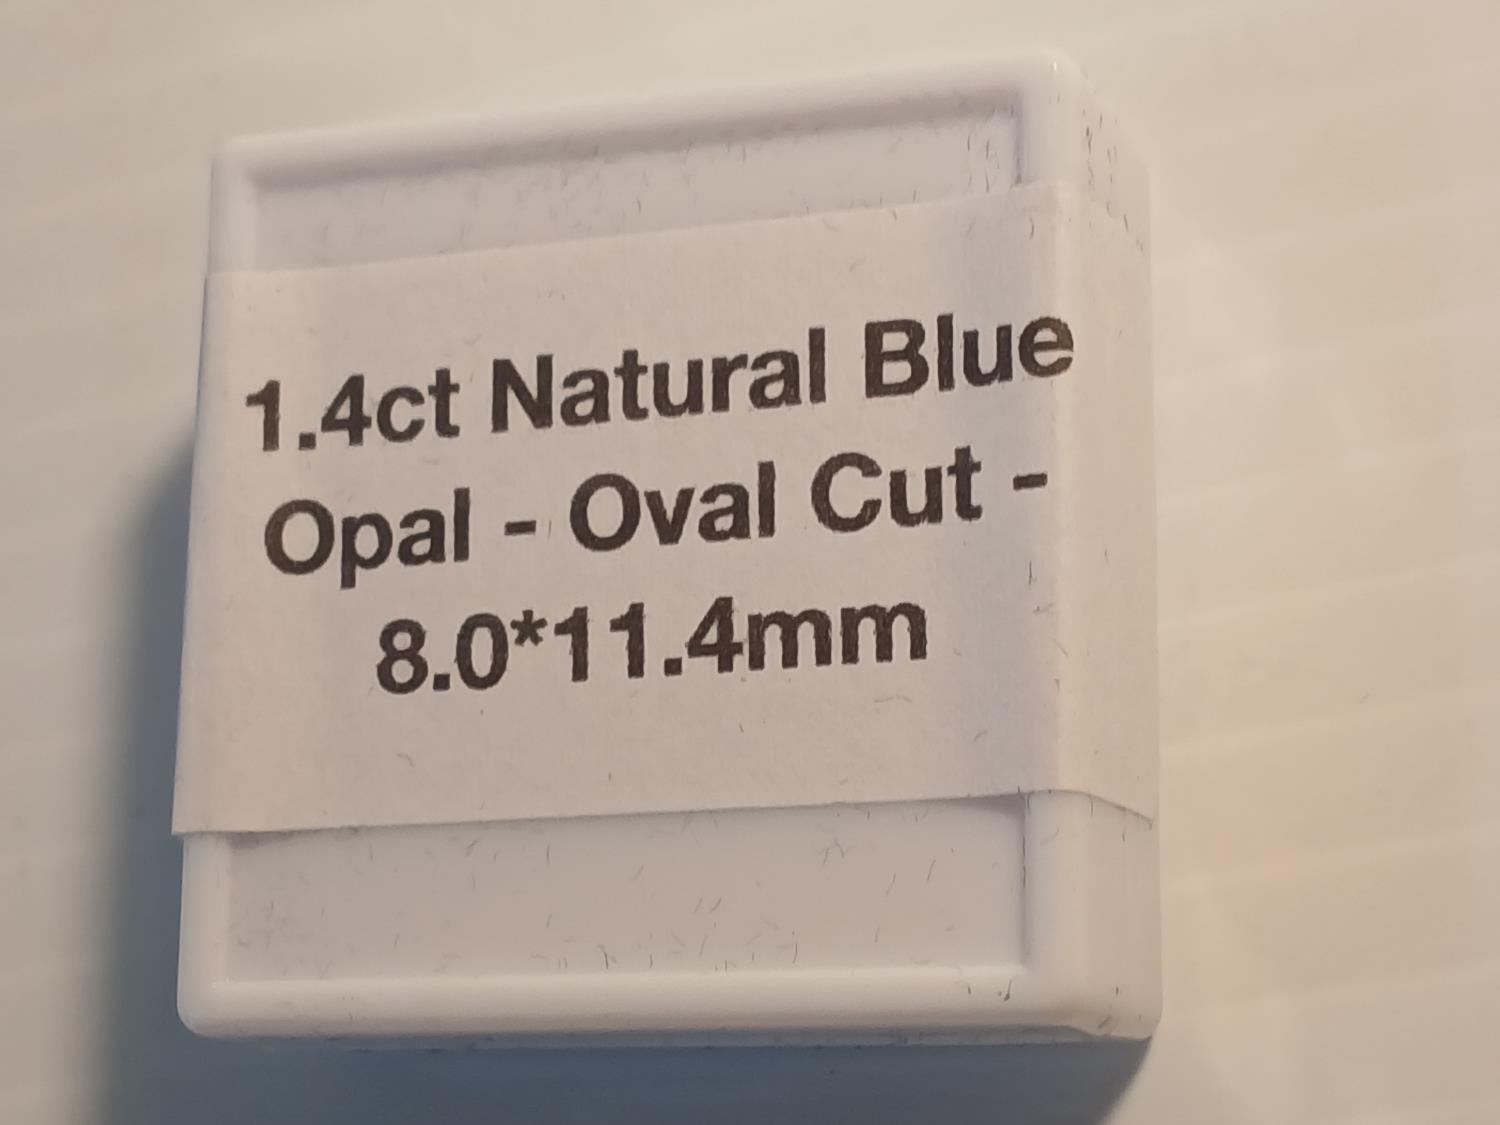 1.4ct Natural Blue
Opal - Oval Cut -
8.0*11.4mm